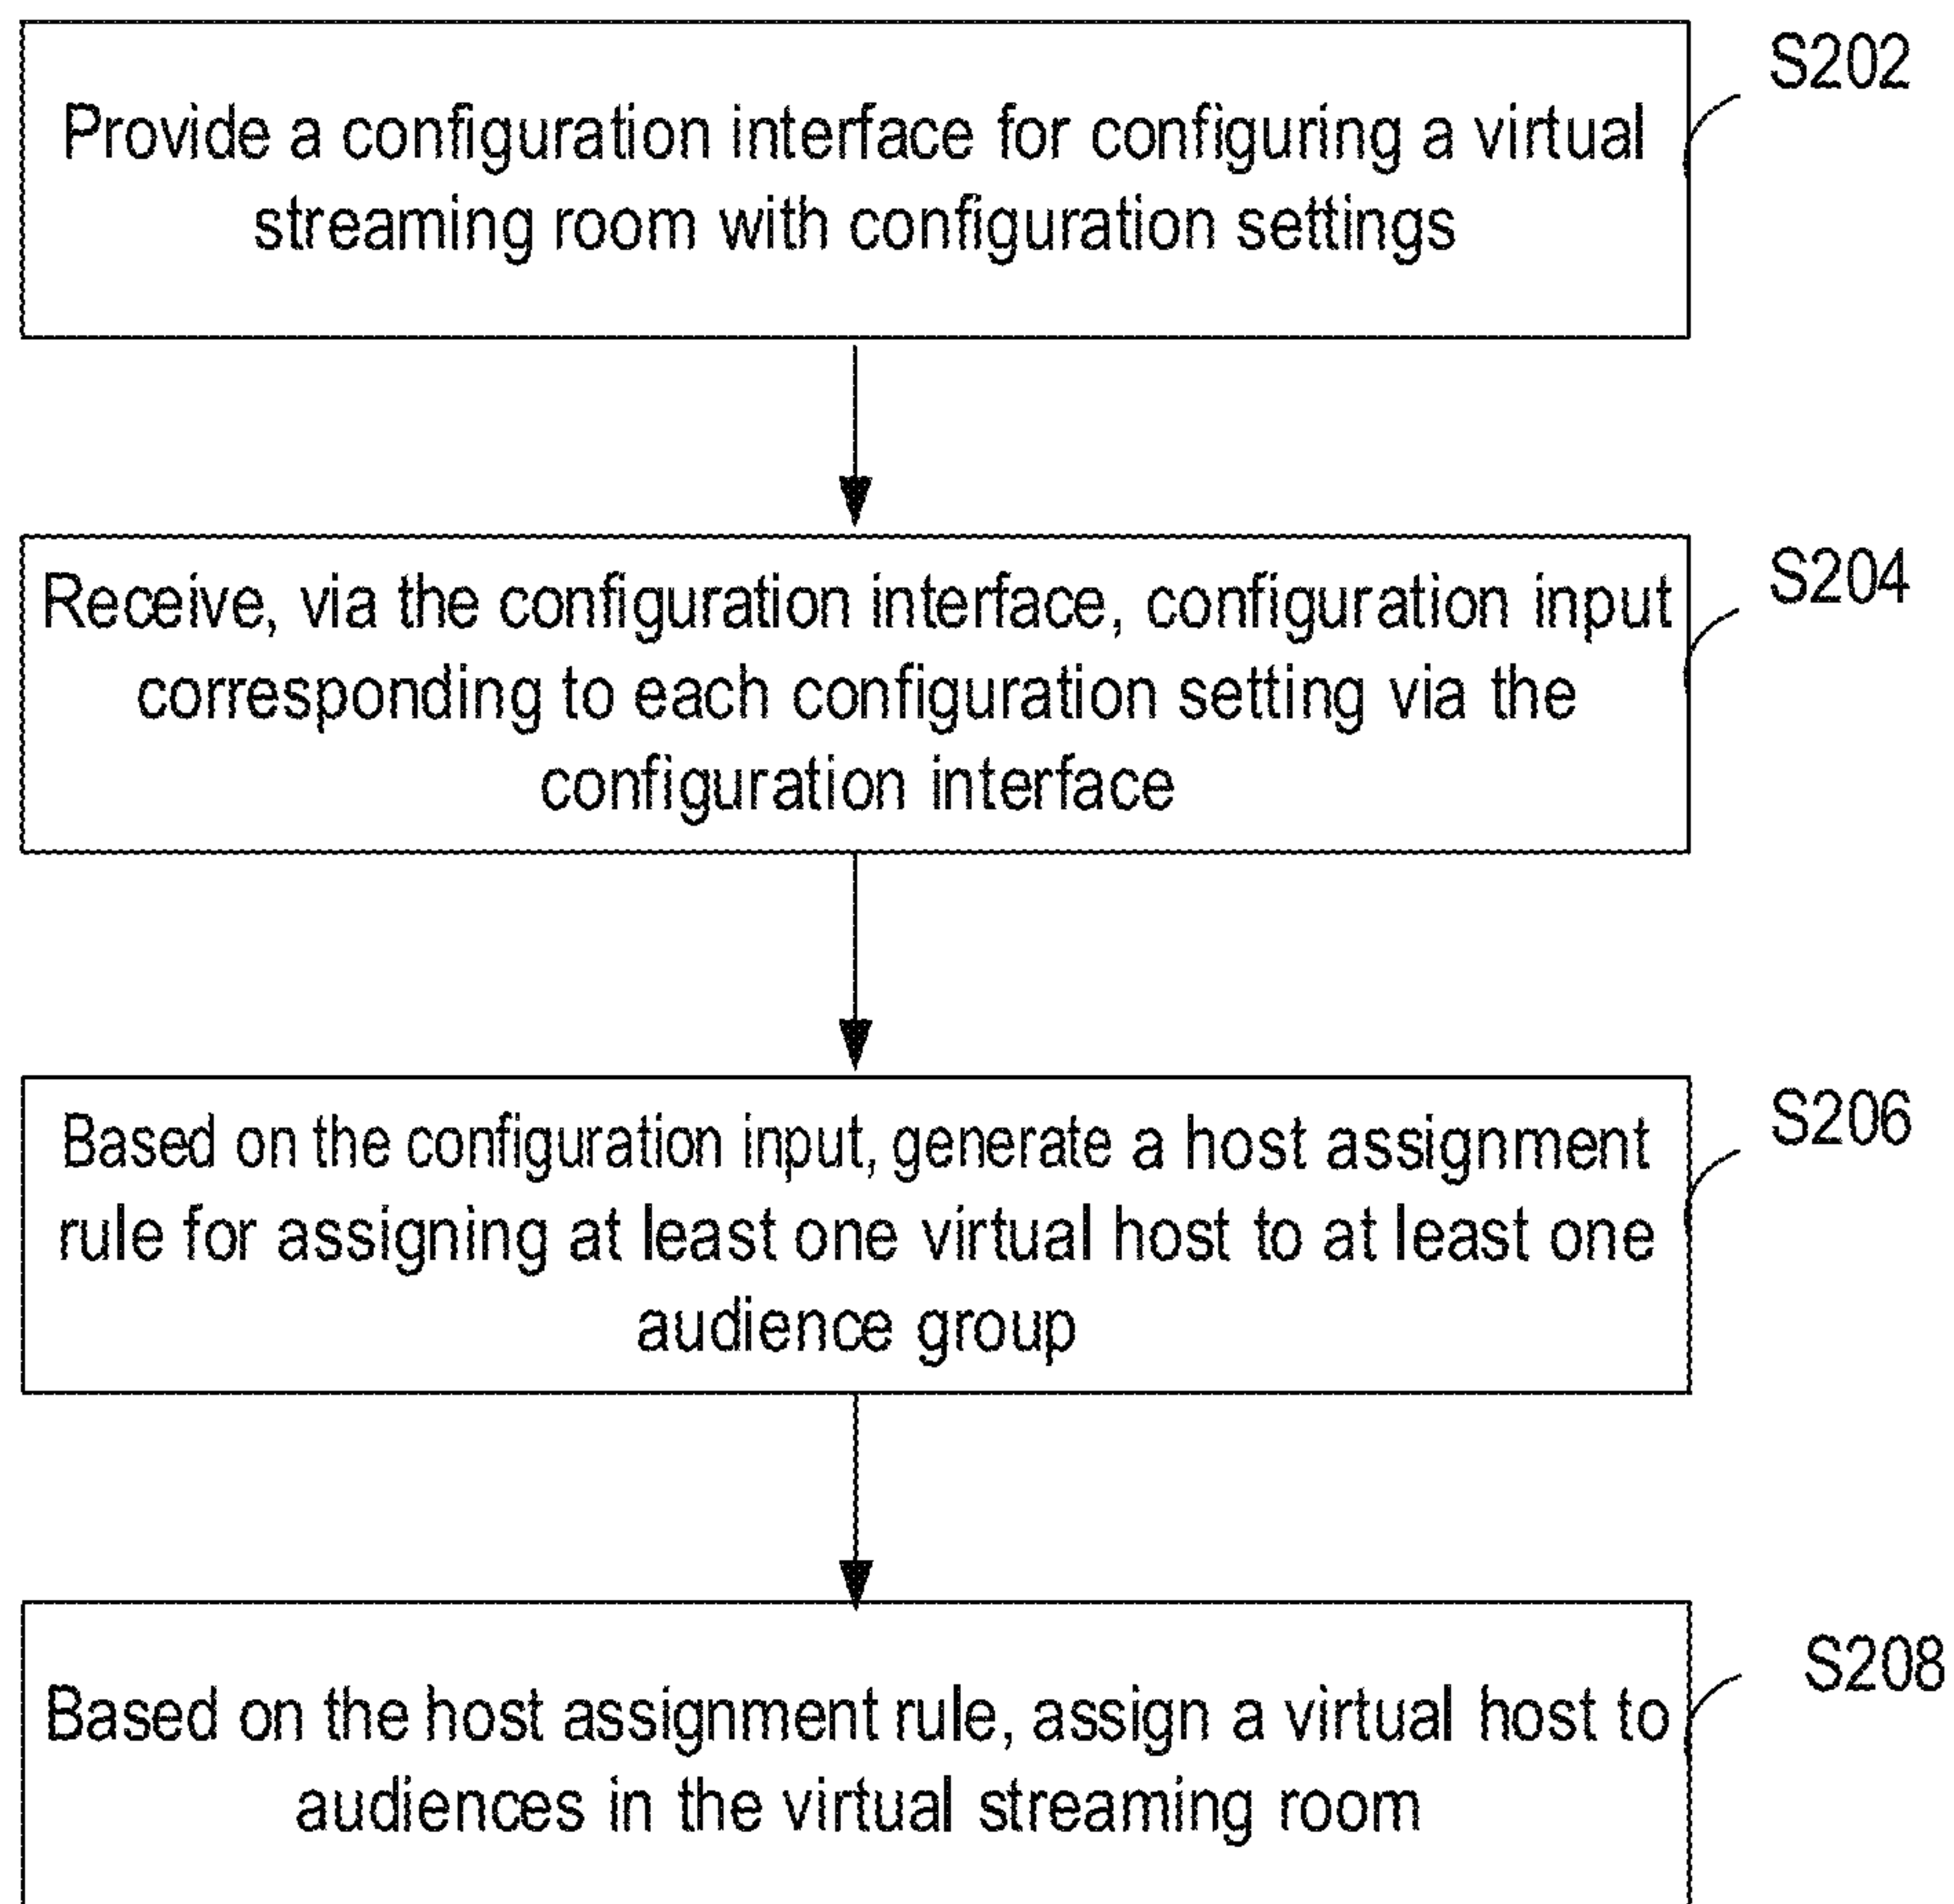 S202
Provide a configuration interface for configuring a virtual
streaming room with configuration settings
S204
Receive, via the configuration interface, configuration input
corresponding to each configuration setting via the
configuration interface
S206
Based on the configuration input, generate a host assignment
rule for assigning at least one virtual host to at least one
audience group
S208
Based on the host assignment rule, assign a virtual host to
audiences in the virtual streaming room